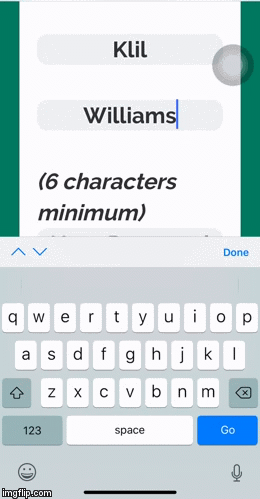 Klil
Williams
(6 characters
minimum)
Done
q w e r t y u i o p
a s d f g h j k l
z x c v b n m
123 space Go
imgflip.com